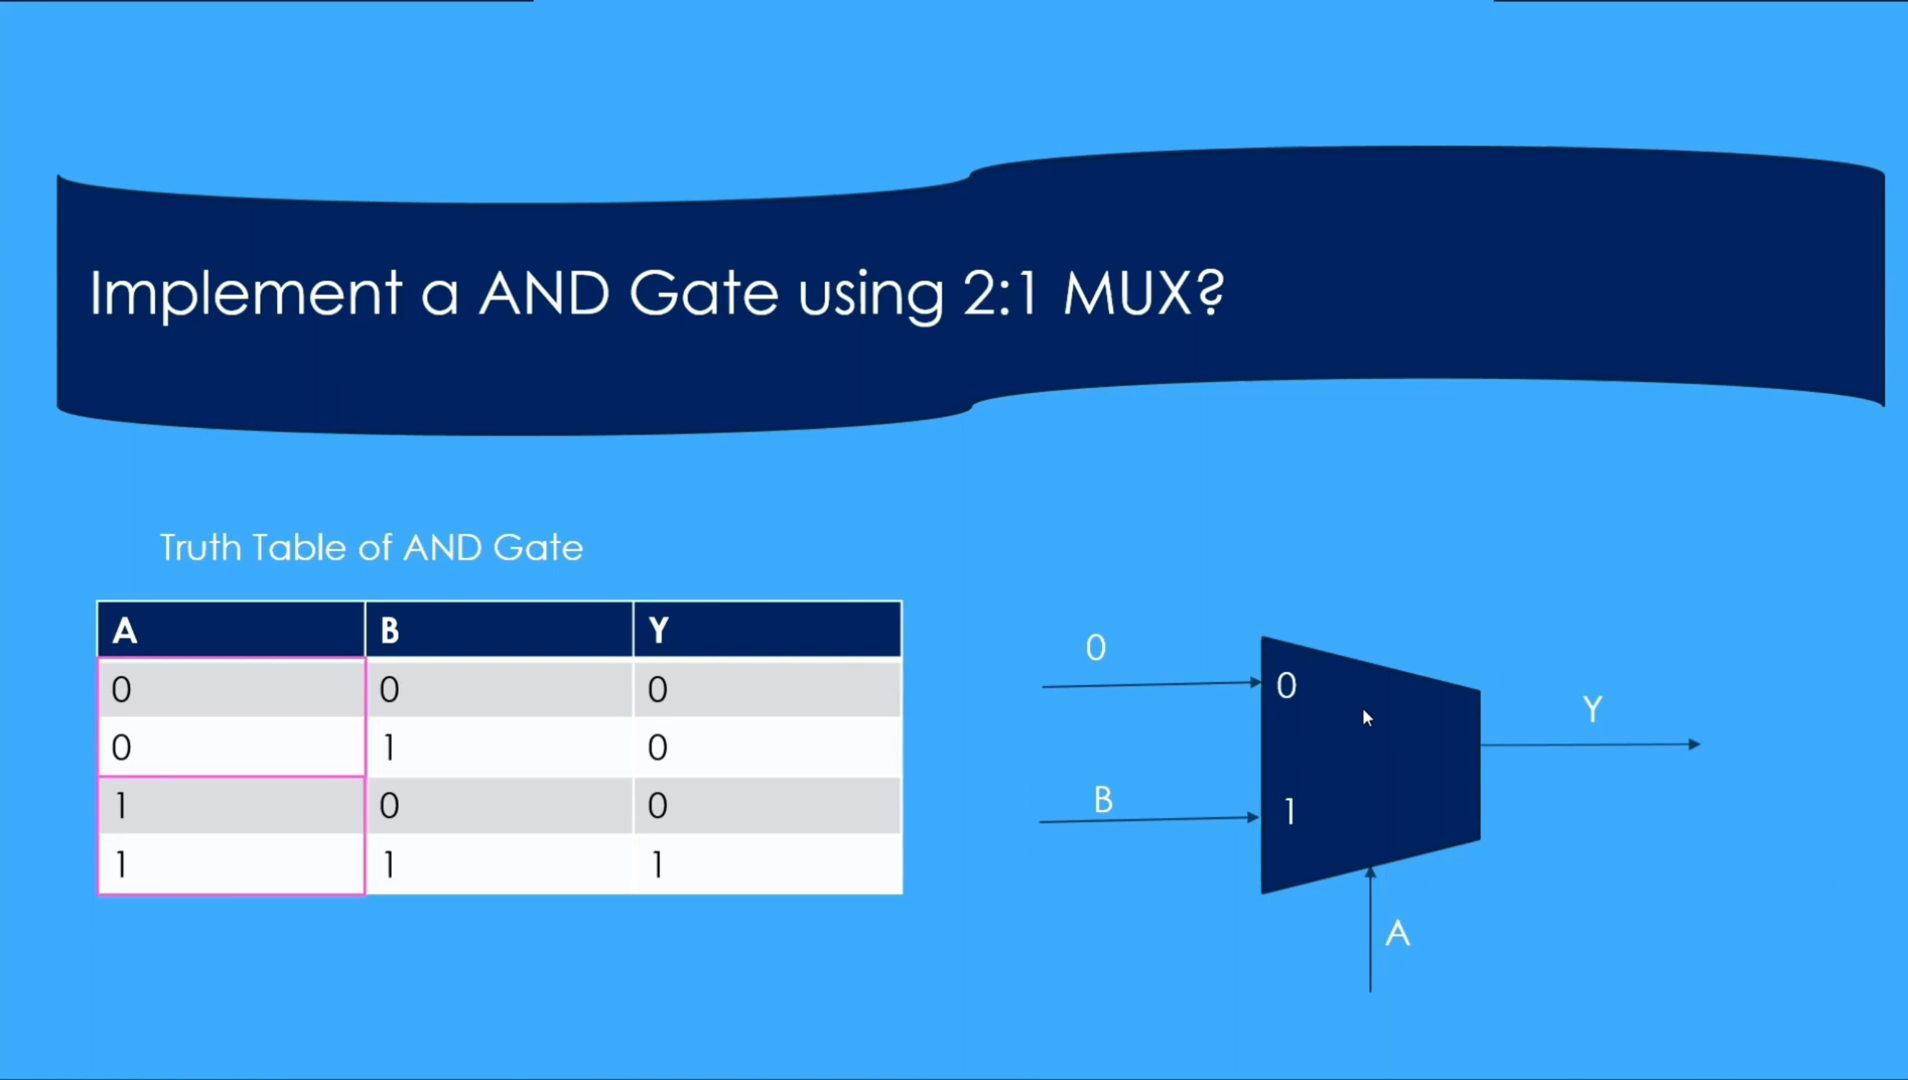 Implement a AND Gate using 2:1 MUX?
Truth Table of AND Gate
A B Y
0 0 0
0 1 0
1 0 0
1 1 1
0
0
Y
B
1
A